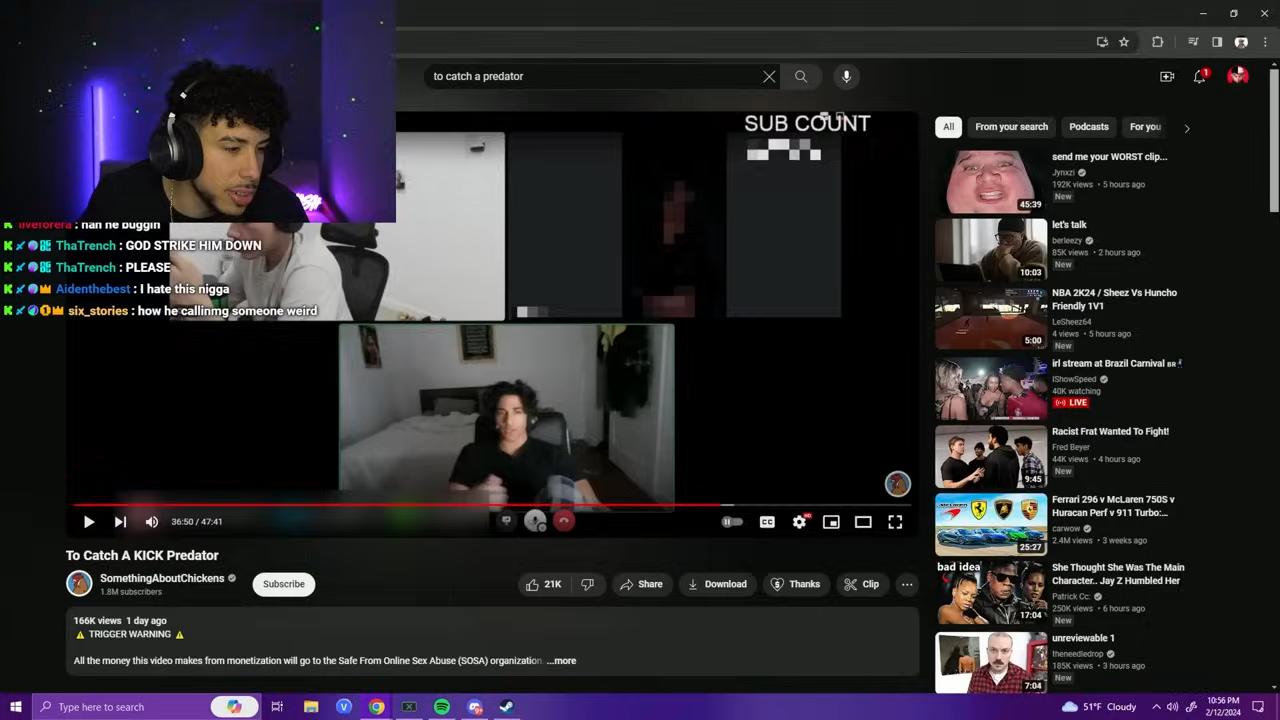 to catch a predator
1
SUB COUNT
All
From your search
Podcasts
For you
liveforera : nah he buggin
ThaTrench : GOD STRIKE HIM DOWN
ThaTrench : PLEASE
Aidenthebest : I hate this nigga
six_stories : how he callinmg someone weird
send me your WORST clip...
Jynxzi
192K views • 5 hours ago
New
45:39
let's talk
berleezy
85K views • 2 hours ago
New
10:03
NBA 2K24 / Sheez Vs Huncho
Friendly 1V1
LeSheez64
4 views • 5 hours ago
New
5:00
irl stream at Brazil Carnival BR
IShowSpeed
40K watching
LIVE
Racist Frat Wanted To Fight!
Fred Beyer
44K views • 4 hours ago
New
9:45
Ferrari 296 v McLaren 750S v
Huracan Perf v 911 Turbo:...
carwow
2.4M views • 3 weeks ago
25:27
bad idea
She Thought She Was The Main
Character.. Jay Z Humbled Her
Patrick Cc:
250K views • 6 hours ago
New
17:04
unreviewable 1
theneedledrop
185K views • 3 hours ago
New
7:04
36:50 / 47:41
CC
HD
To Catch A KICK Predator
SomethingAboutChickens
1.8M subscribers
Subscribe
21K
Share
Download
Thanks
Clip
166K views 1 day ago
⚠ TRIGGER WARNING ⚠
All the money this video makes from monetization will go to the Safe From Online Sex Abuse (SOSA) organization. ...more
Type here to search
51°F Cloudy
10:56 PM
2/12/2024